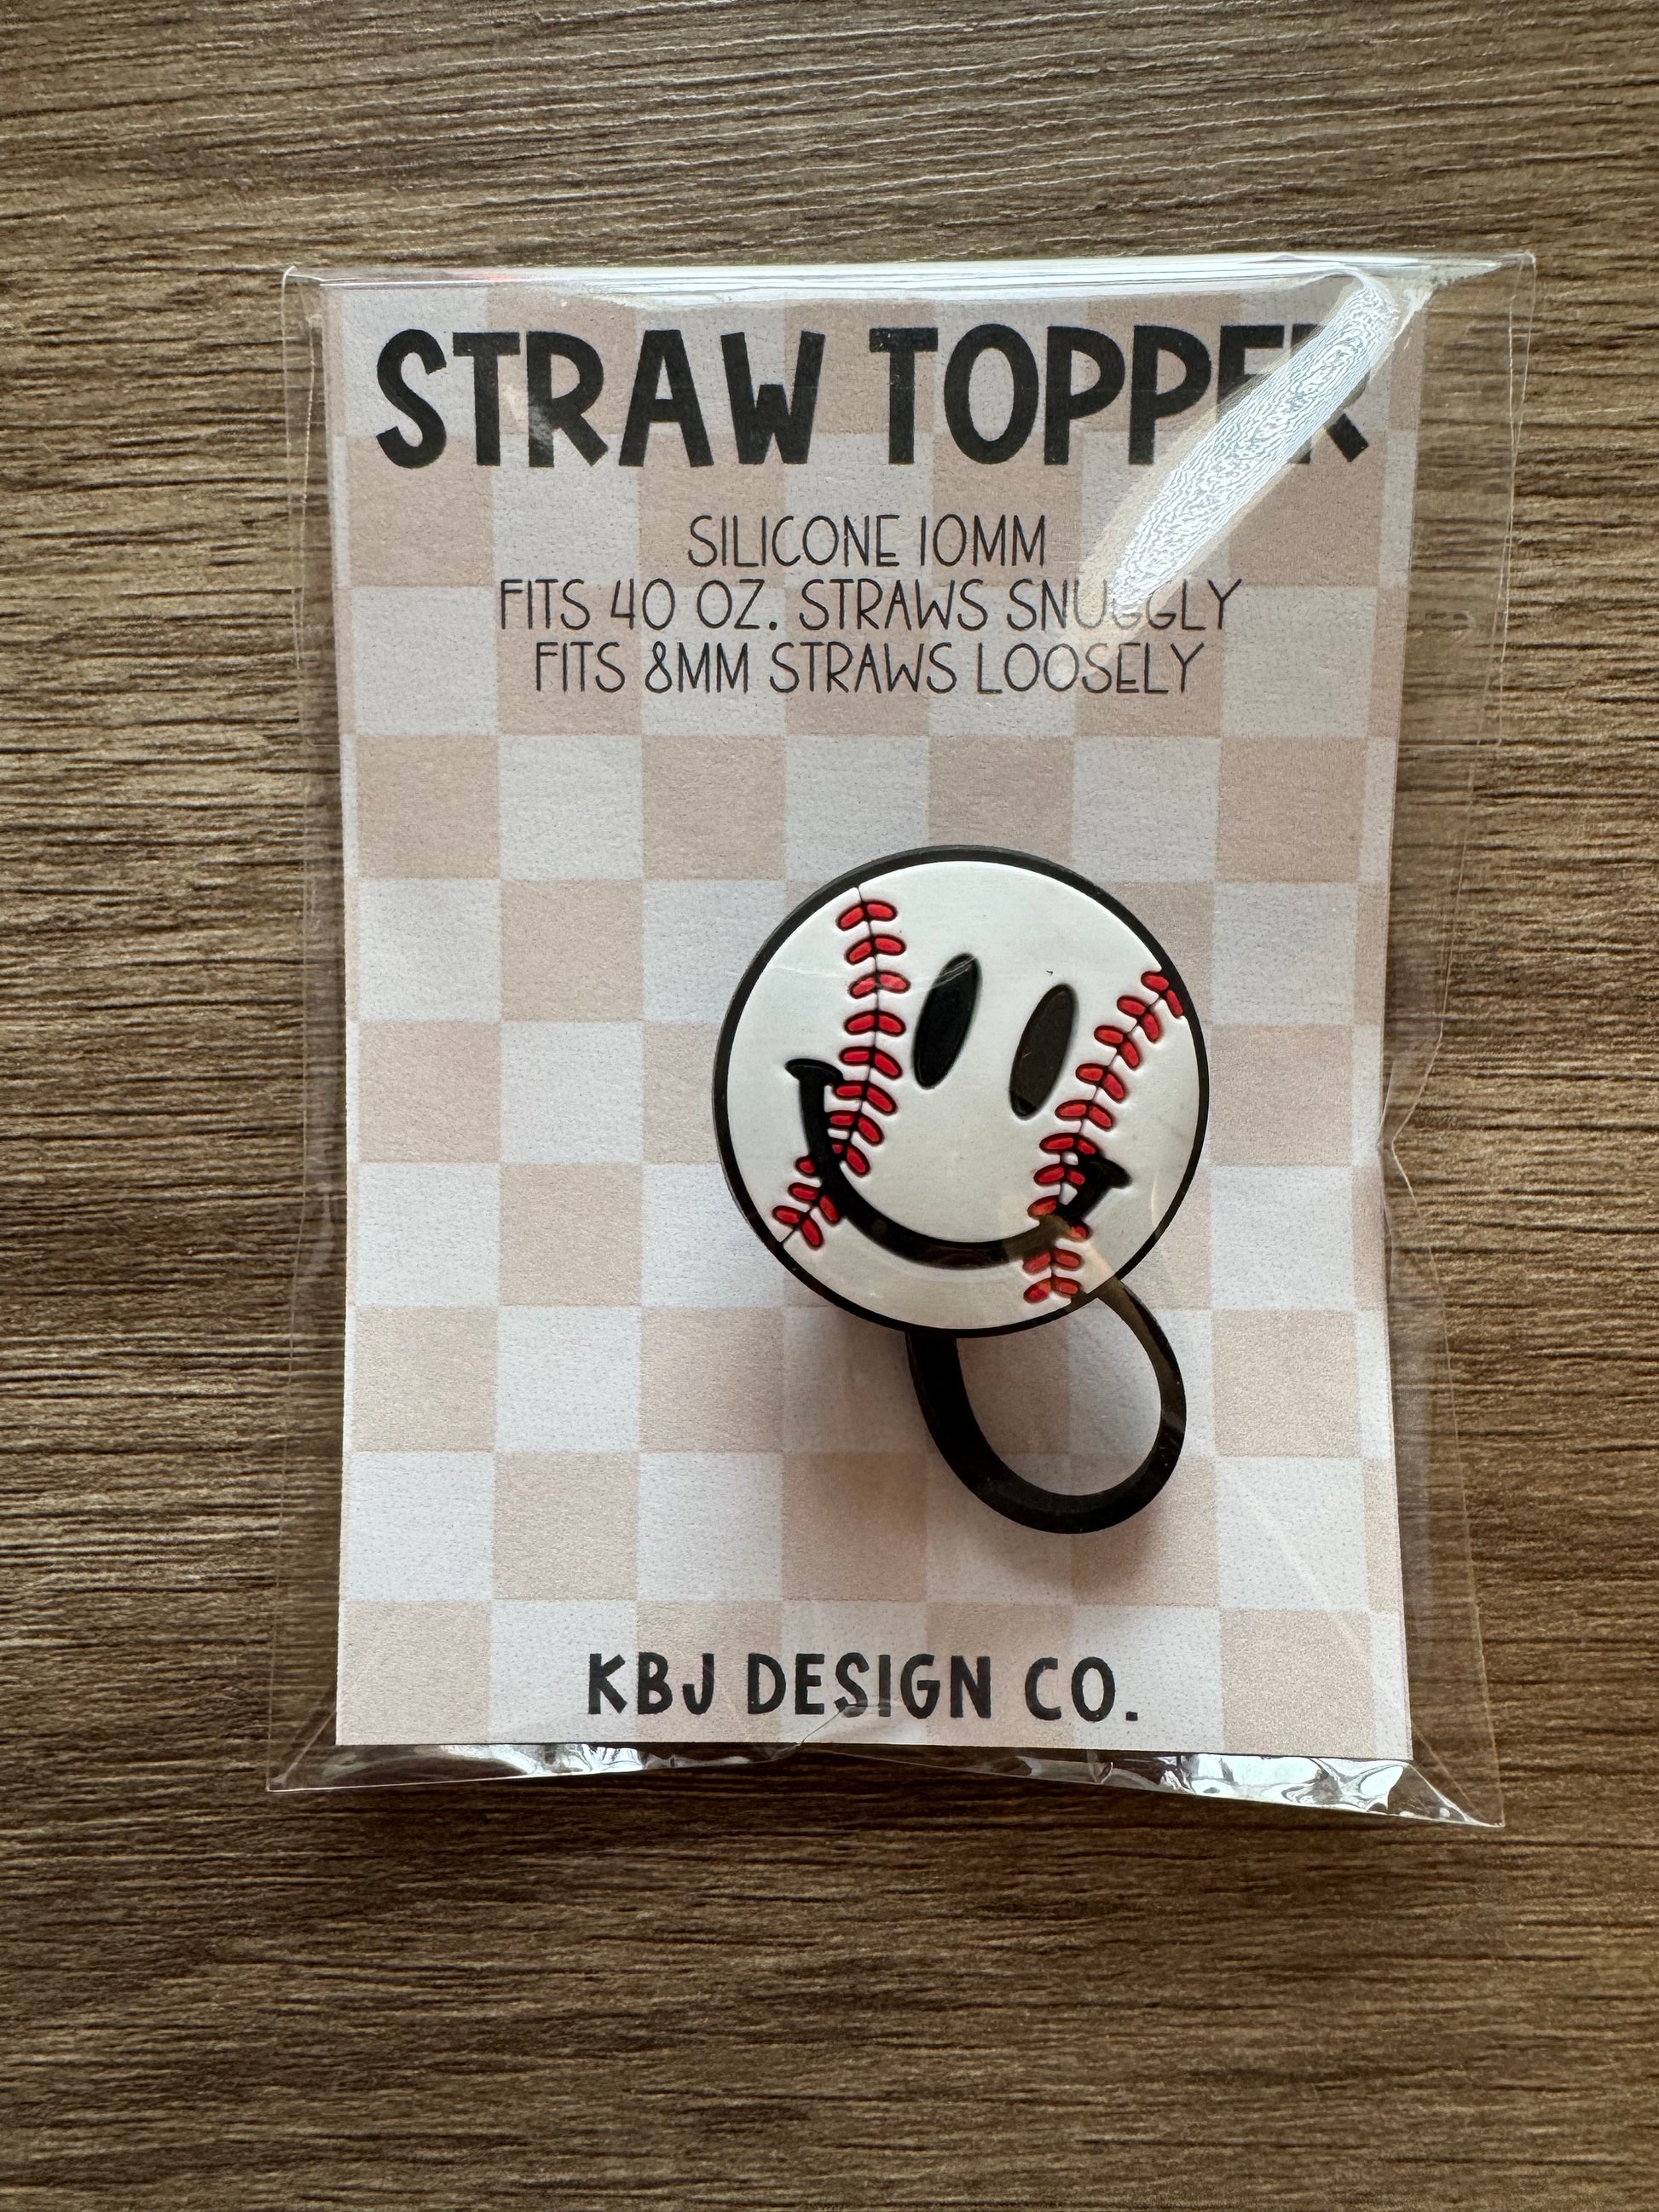 STRAW TOPPER
SILICONE 10MM
FITS 40 OZ. STRAWS SNUGGLY
FITS 8MM STRAWS LOOSELY
KBJ DESIGN CO.